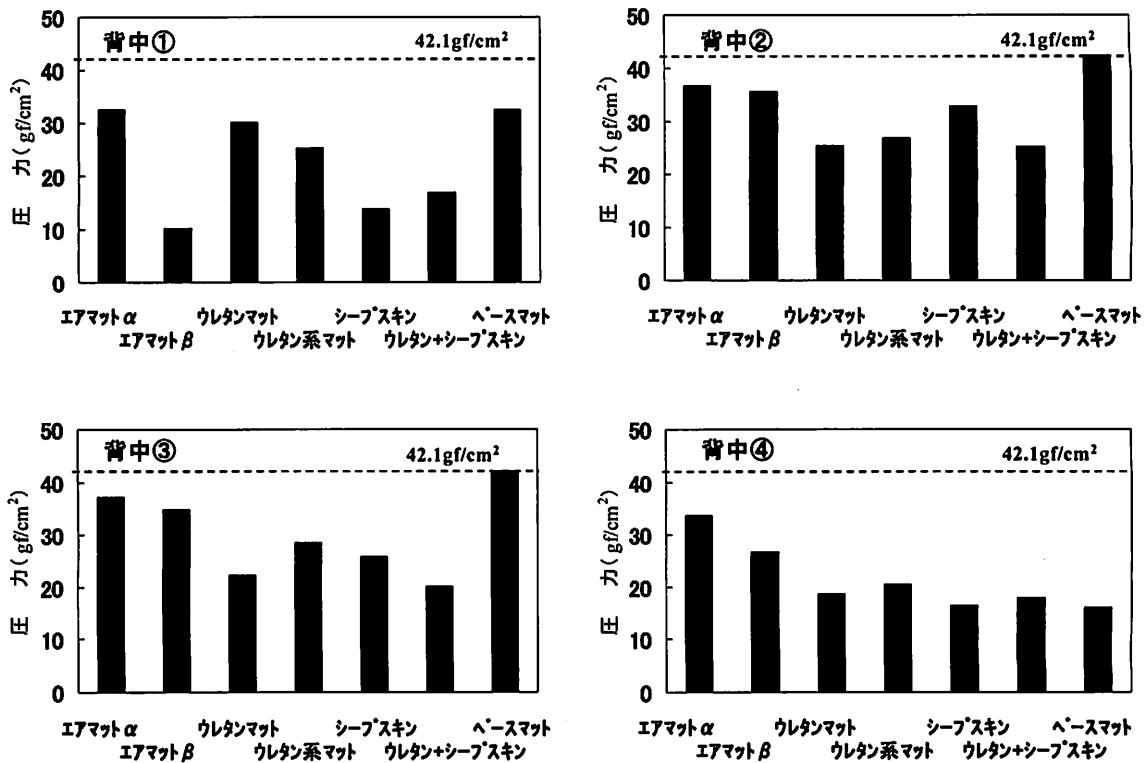 背中①
42.1gf/cm²
圧 力(gf/cm²)
50
40
30
20
10
0
エアマットα
エアマットβ
ウレタンマット
ウレタン系マット
シープスキン
ウレタン+シープスキン
ベースマット
背中②
42.1gf/cm²
圧 力(gf/cm²)
50
40
30
20
10
0
エアマットα
エアマットβ
ウレタンマット
ウレタン系マット
シープスキン
ウレタン+シープスキン
ベースマット
背中③
42.1gf/cm²
圧 力(gf/cm²)
50
40
30
20
10
0
エアマットα
エアマットβ
ウレタンマット
ウレタン系マット
シープスキン
ウレタン+シープスキン
ベースマット
背中④
42.1gf/cm²
圧 力(gf/cm²)
50
40
30
20
10
0
エアマットα
エアマットβ
ウレタンマット
ウレタン系マット
シープスキン
ウレタン+シープスキン
ベースマット